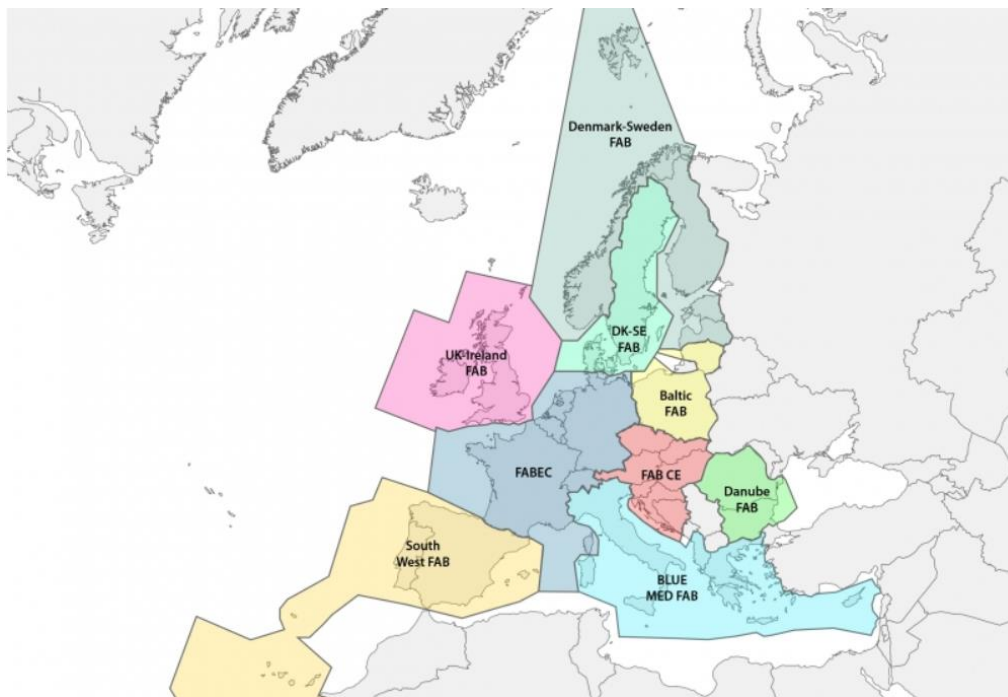 Denmark-Sweden
FAB
DK-SE
FAB
UK-Ireland
FAB
Baltic
FAB
FABEC
FAB CE
Danube
FAB
South
West FAB
BLUE
MED FAB